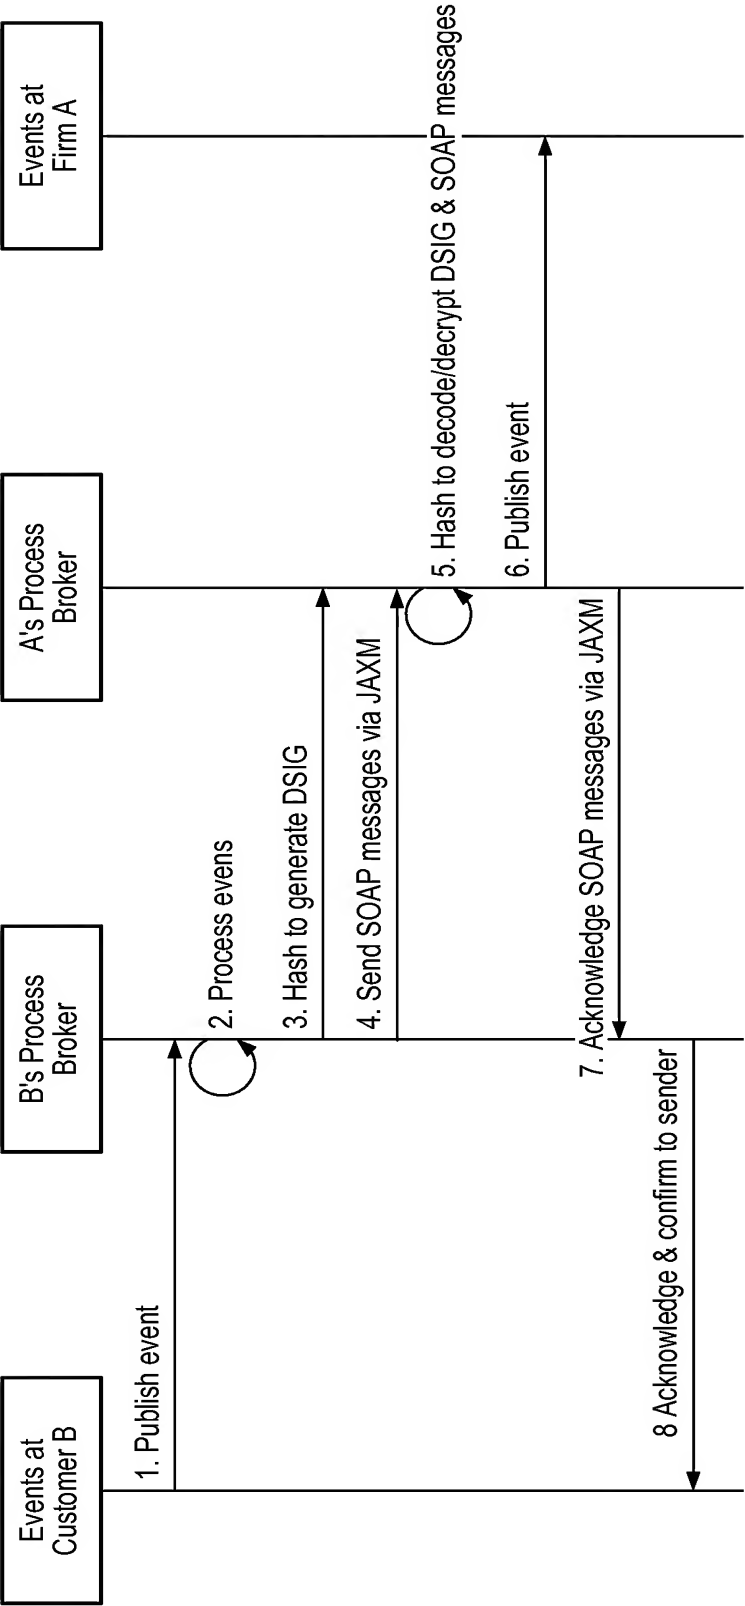 Events at
Customer B
B's Process
Broker
A's Process
Broker
Events at
Firm A
1. Publish event
2. Process evens
3. Hash to generate DSIG
4. Send SOAP messages via JAXM
5. Hash to decode/decrypt DSIG & SOAP messages
6. Publish event
7. Acknowledge SOAP messages via JAXM
8 Acknowledge & confirm to sender